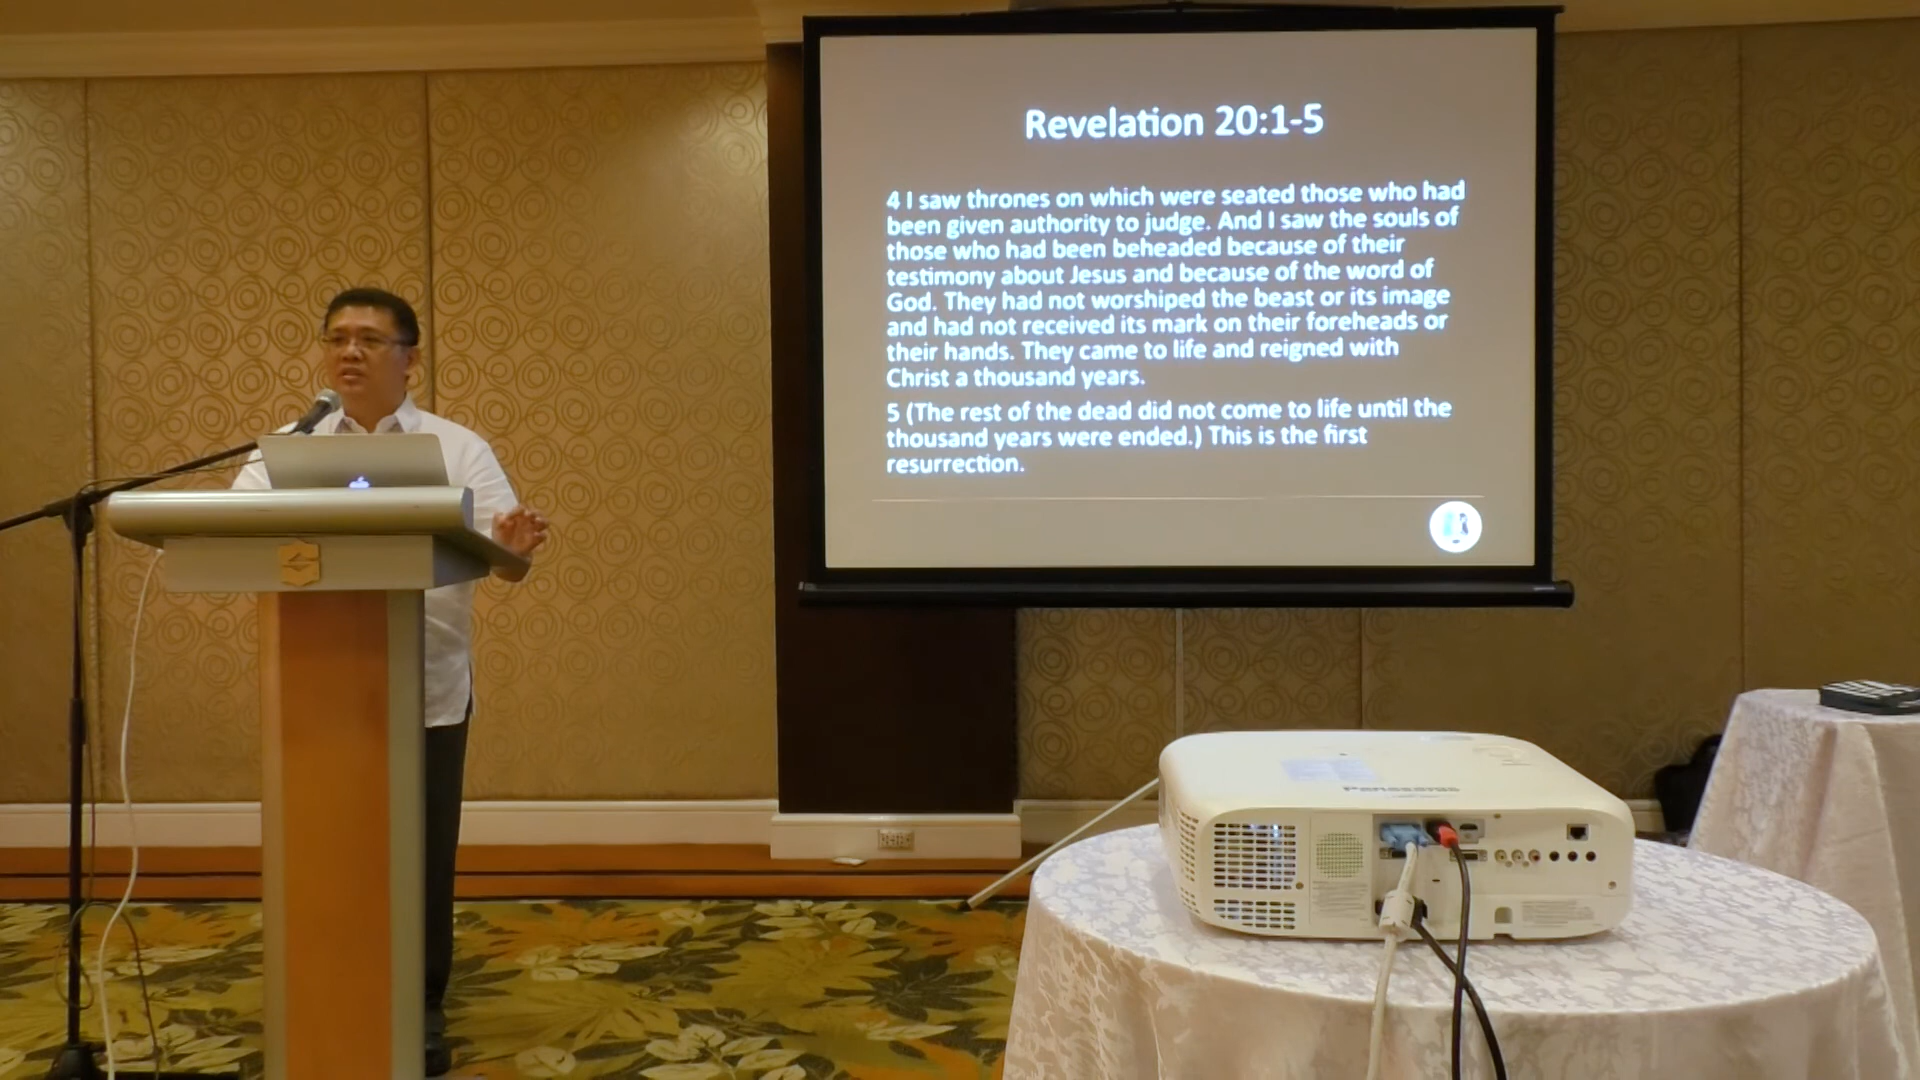 Revelation 20:1-5
4 I saw thrones on which were seated those who had
been given authority to judge. And I saw the souls of
those who had been beheaded because of their
testimony about Jesus and because of the word of
God. They had not worshiped the beast or its image
and had not received its mark on their foreheads or
their hands. They came to life and reigned with
Christ a thousand years.
5 (The rest of the dead did not come to life until the
thousand years were ended.) This is the first
resurrection.
Panasonic